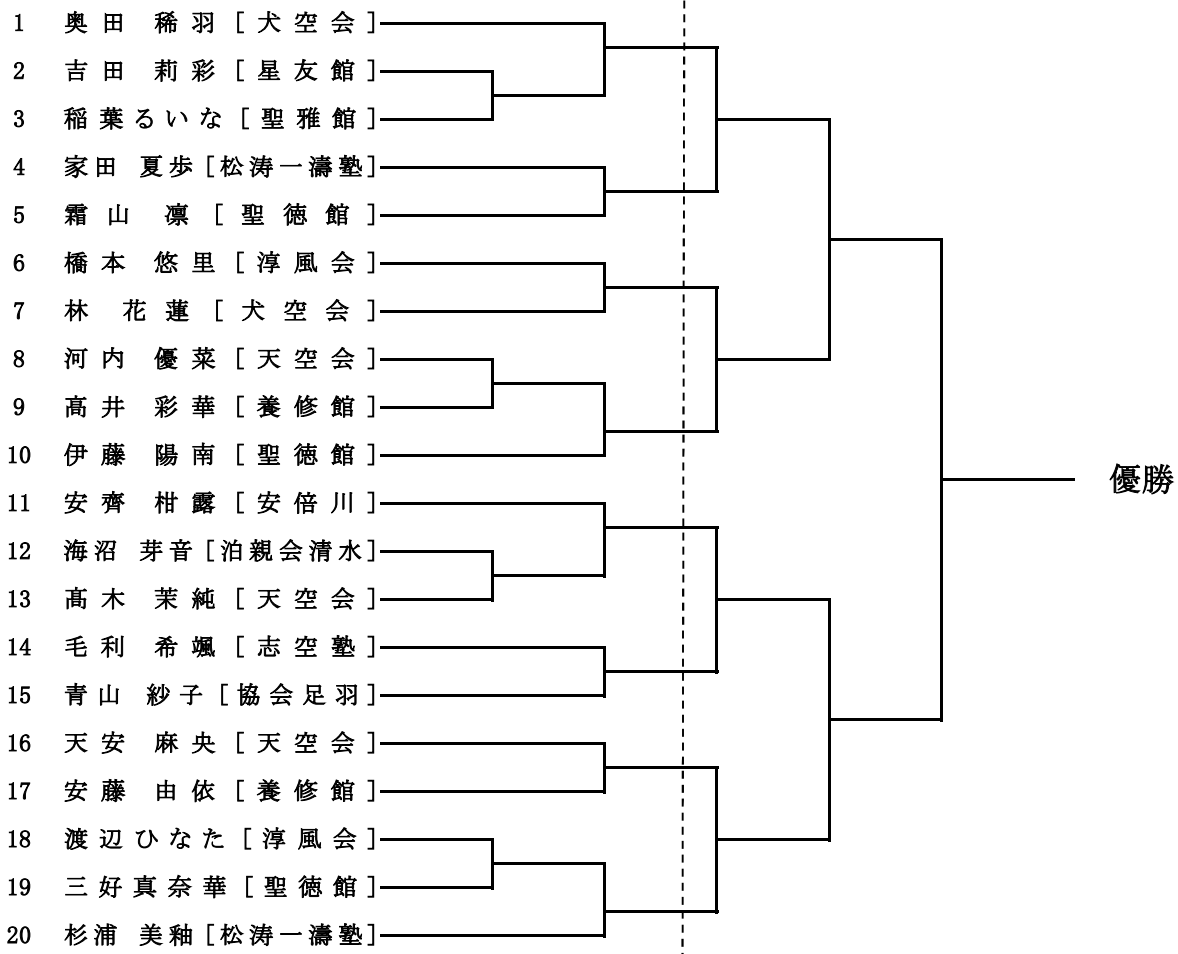 1 奥田 稀羽 [ 犬空会 ]
2 吉田 莉彩 [ 星友館 ]
3 稲葉るいな [ 聖雅館 ]
4 家田 夏歩 [松涛一濤塾]
5 霜山 凛 [ 聖徳館 ]
6 橋本 悠里 [ 淳風会 ]
7 林 花蓮 [ 犬空会 ]
8 河内 優菜 [ 天空会 ]
9 高井 彩華 [ 養修館 ]
10 伊藤 陽南 [ 聖徳館 ]
11 安齊 柑露 [ 安倍川 ]
12 海沼 芽音 [泊親会清水]
13 髙木 茉純 [ 天空会 ]
14 毛利 希颯 [ 志空塾 ]
15 青山 紗子 [協会足羽]
16 天安 麻央 [ 天空会 ]
17 安藤 由依 [ 養修館 ]
18 渡辺ひなた [ 淳風会 ]
19 三好真奈華 [ 聖徳館 ]
20 杉浦 美釉 [松涛一濤塾]
優勝